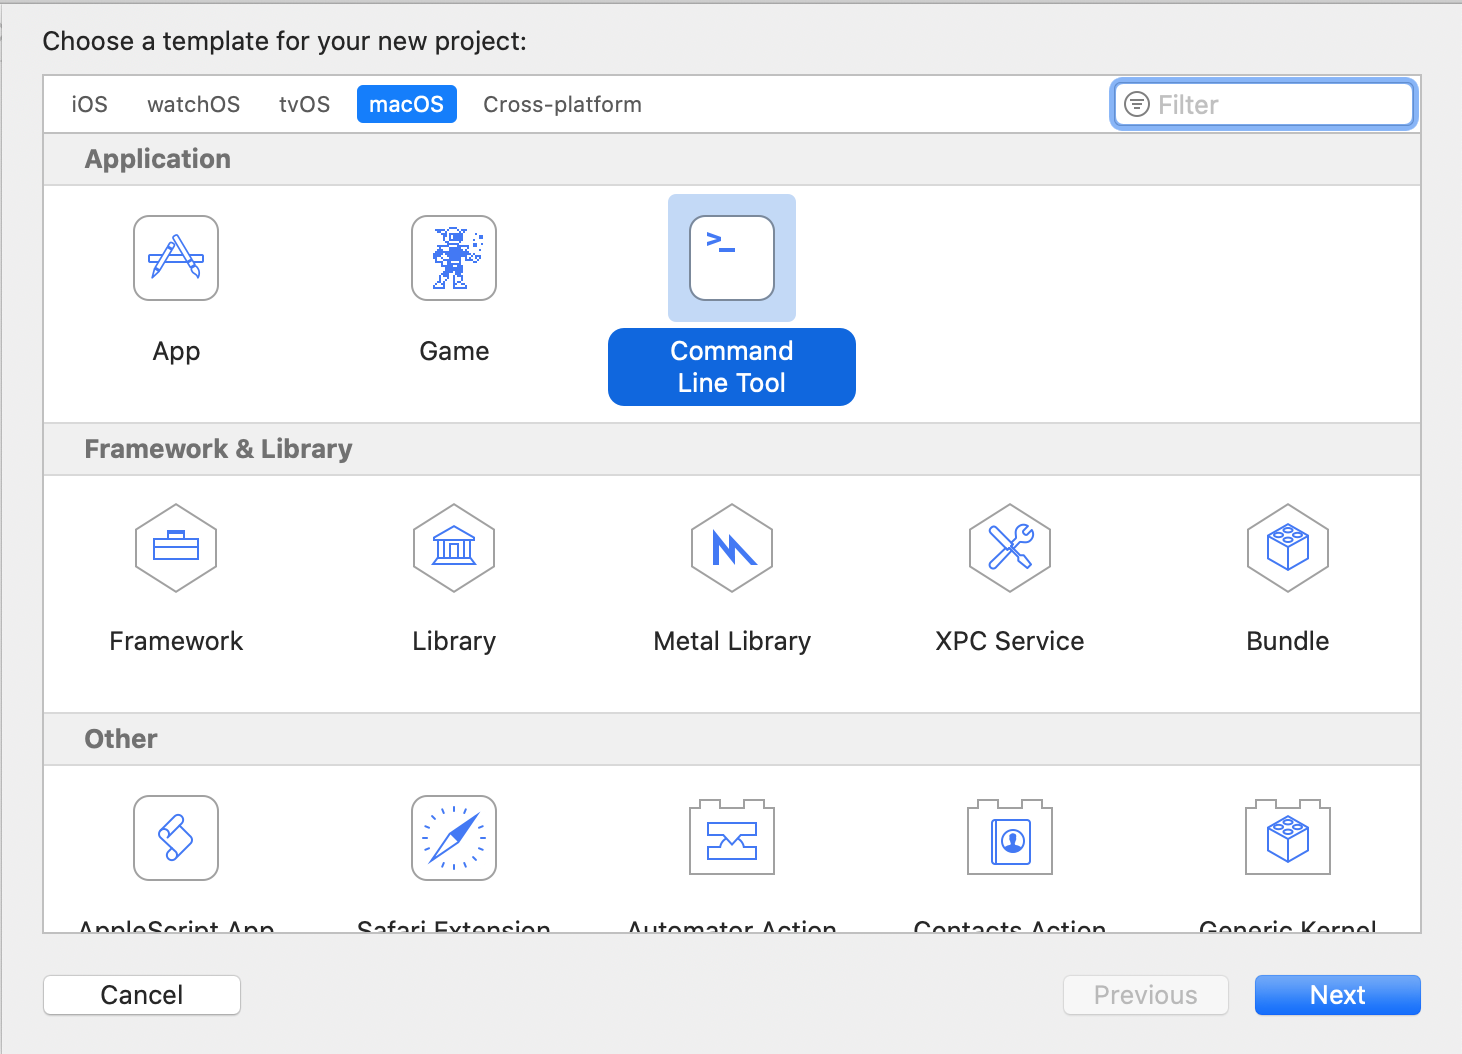 Choose a template for your new project:
iOS watchOS tvOS macOS Cross-platform Filter
Application
App Game Command
Line Tool
Framework & Library
Framework Library Metal Library XPC Service Bundle
Other
AppleScript App Safari Extension Automator Action Contacts Action Generic Kernel
Cancel Previous Next